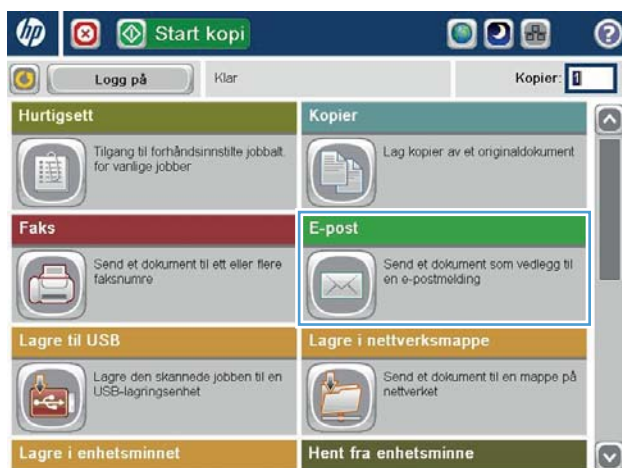 hp
Start kopi
?
Logg på
Klar
Kopier: 1
Hurtigsett
Kopier
Tilgang til forhåndsinnstilte jobbalt.
for vanlige jobber
Lag kopier av et originaldokument
Faks
E-post
Send et dokument til ett eller flere
faksnumre
Send et dokument som vedlegg til
en e-postmelding
Lagre til USB
Lagre i nettverksmappe
Lagre den skannede jobben til en
USB-lagringsenhet
Send et dokument til en mappe på
nettverket
Lagre i enhetsminnet
Hent fra enhetsminne